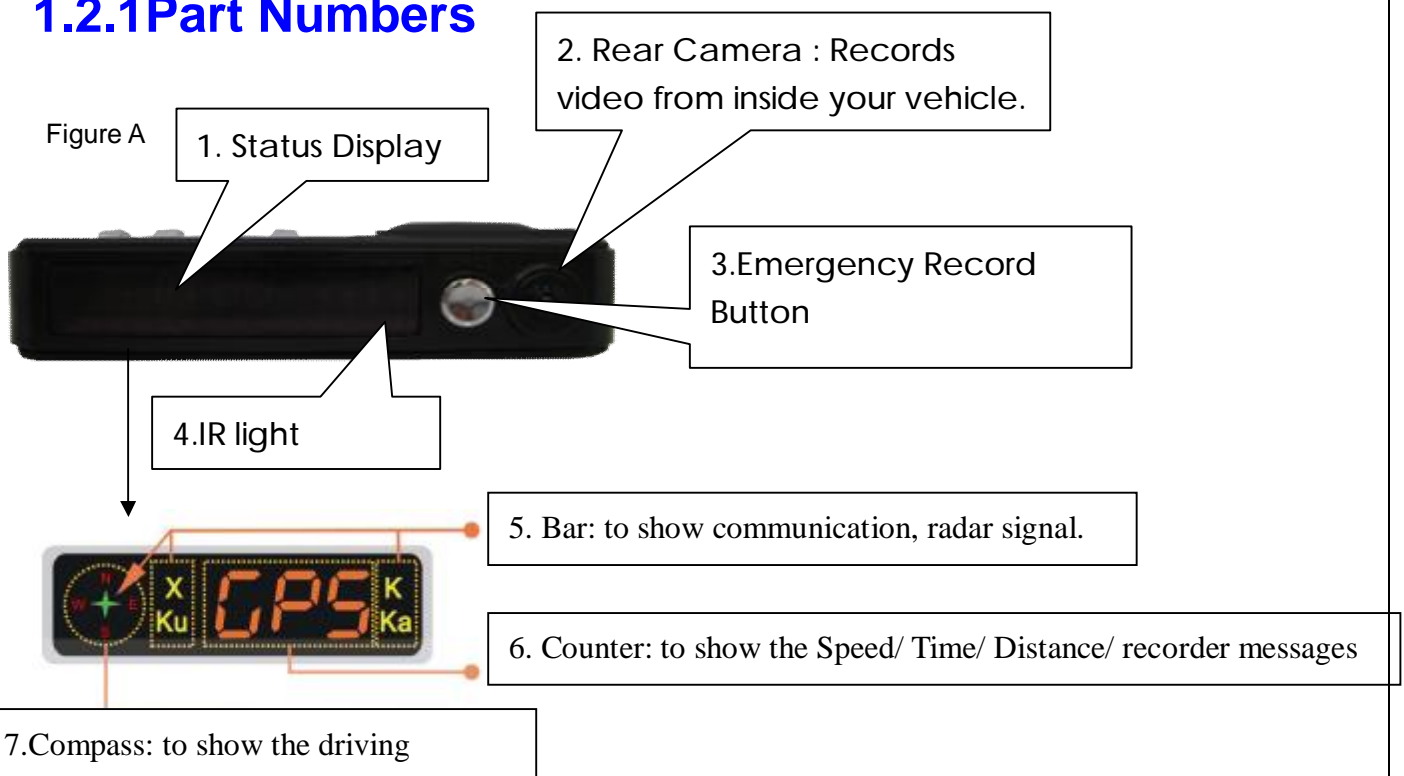 1.2.1Part Numbers
2. Rear Camera : Records
video from inside your vehicle.
Figure A
1. Status Display
3.Emergency Record
Button
4.IR light
5. Bar: to show communication, radar signal.
N
W
E
S
X
Ku
GPS
K
Ka
6. Counter: to show the Speed/ Time/ Distance/ recorder messages
7.Compass: to show the driving